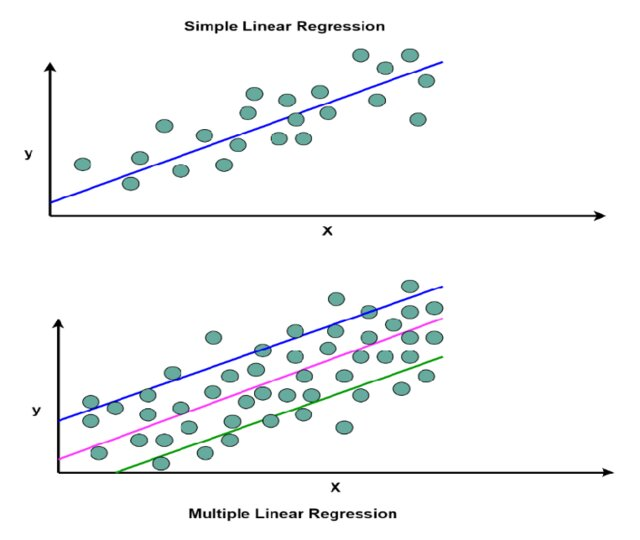 Simple Linear Regression
y
X
y
X
Multiple Linear Regression